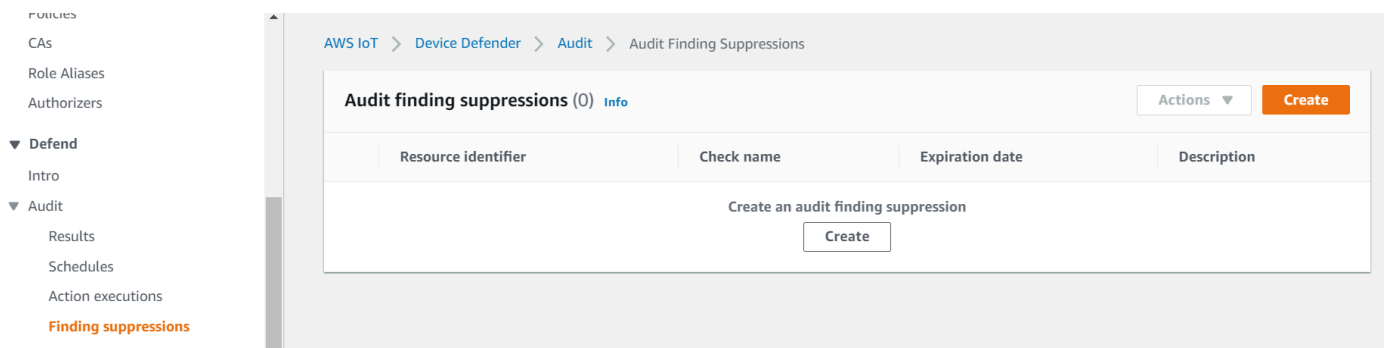 Policies
CAs
Role Aliases
Authorizers
Defend
Intro
Audit
Results
Schedules
Action executions
Finding suppressions
AWS IoT > Device Defender > Audit > Audit Finding Suppressions
Audit finding suppressions (0) Info
Actions
Create
Resource identifier Check name Expiration date Description
Create an audit finding suppression
Create